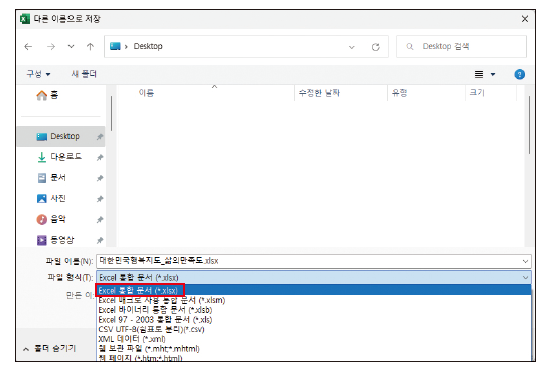 다른 이름으로 저장
Desktop
Desktop 검색
구성 새 폴더
이름 수정한 날짜 유형 크기
홈
Desktop
다운로드
문서
사진
음악
동영상
파일 이름(N): 대한민국행복지도_삶의만족도.xlsx
파일 형식(T): Excel 통합 문서 (*.xlsx)
만든 이:
Excel 통합 문서 (*.xlsx)
Excel 매크로 사용 통합 문서 (*.xlsm)
Excel 바이너리 통합 문서 (*.xlsb)
Excel 97 - 2003 통합 문서 (*.xls)
CSV UTF-8(쉼표로 분리)(*.csv)
XML 데이터 (*.xml)
웹 보관 파일 (*.mht;*.mhtml)
웹 페이지 (*.htm;*.html)
폴더 숨기기